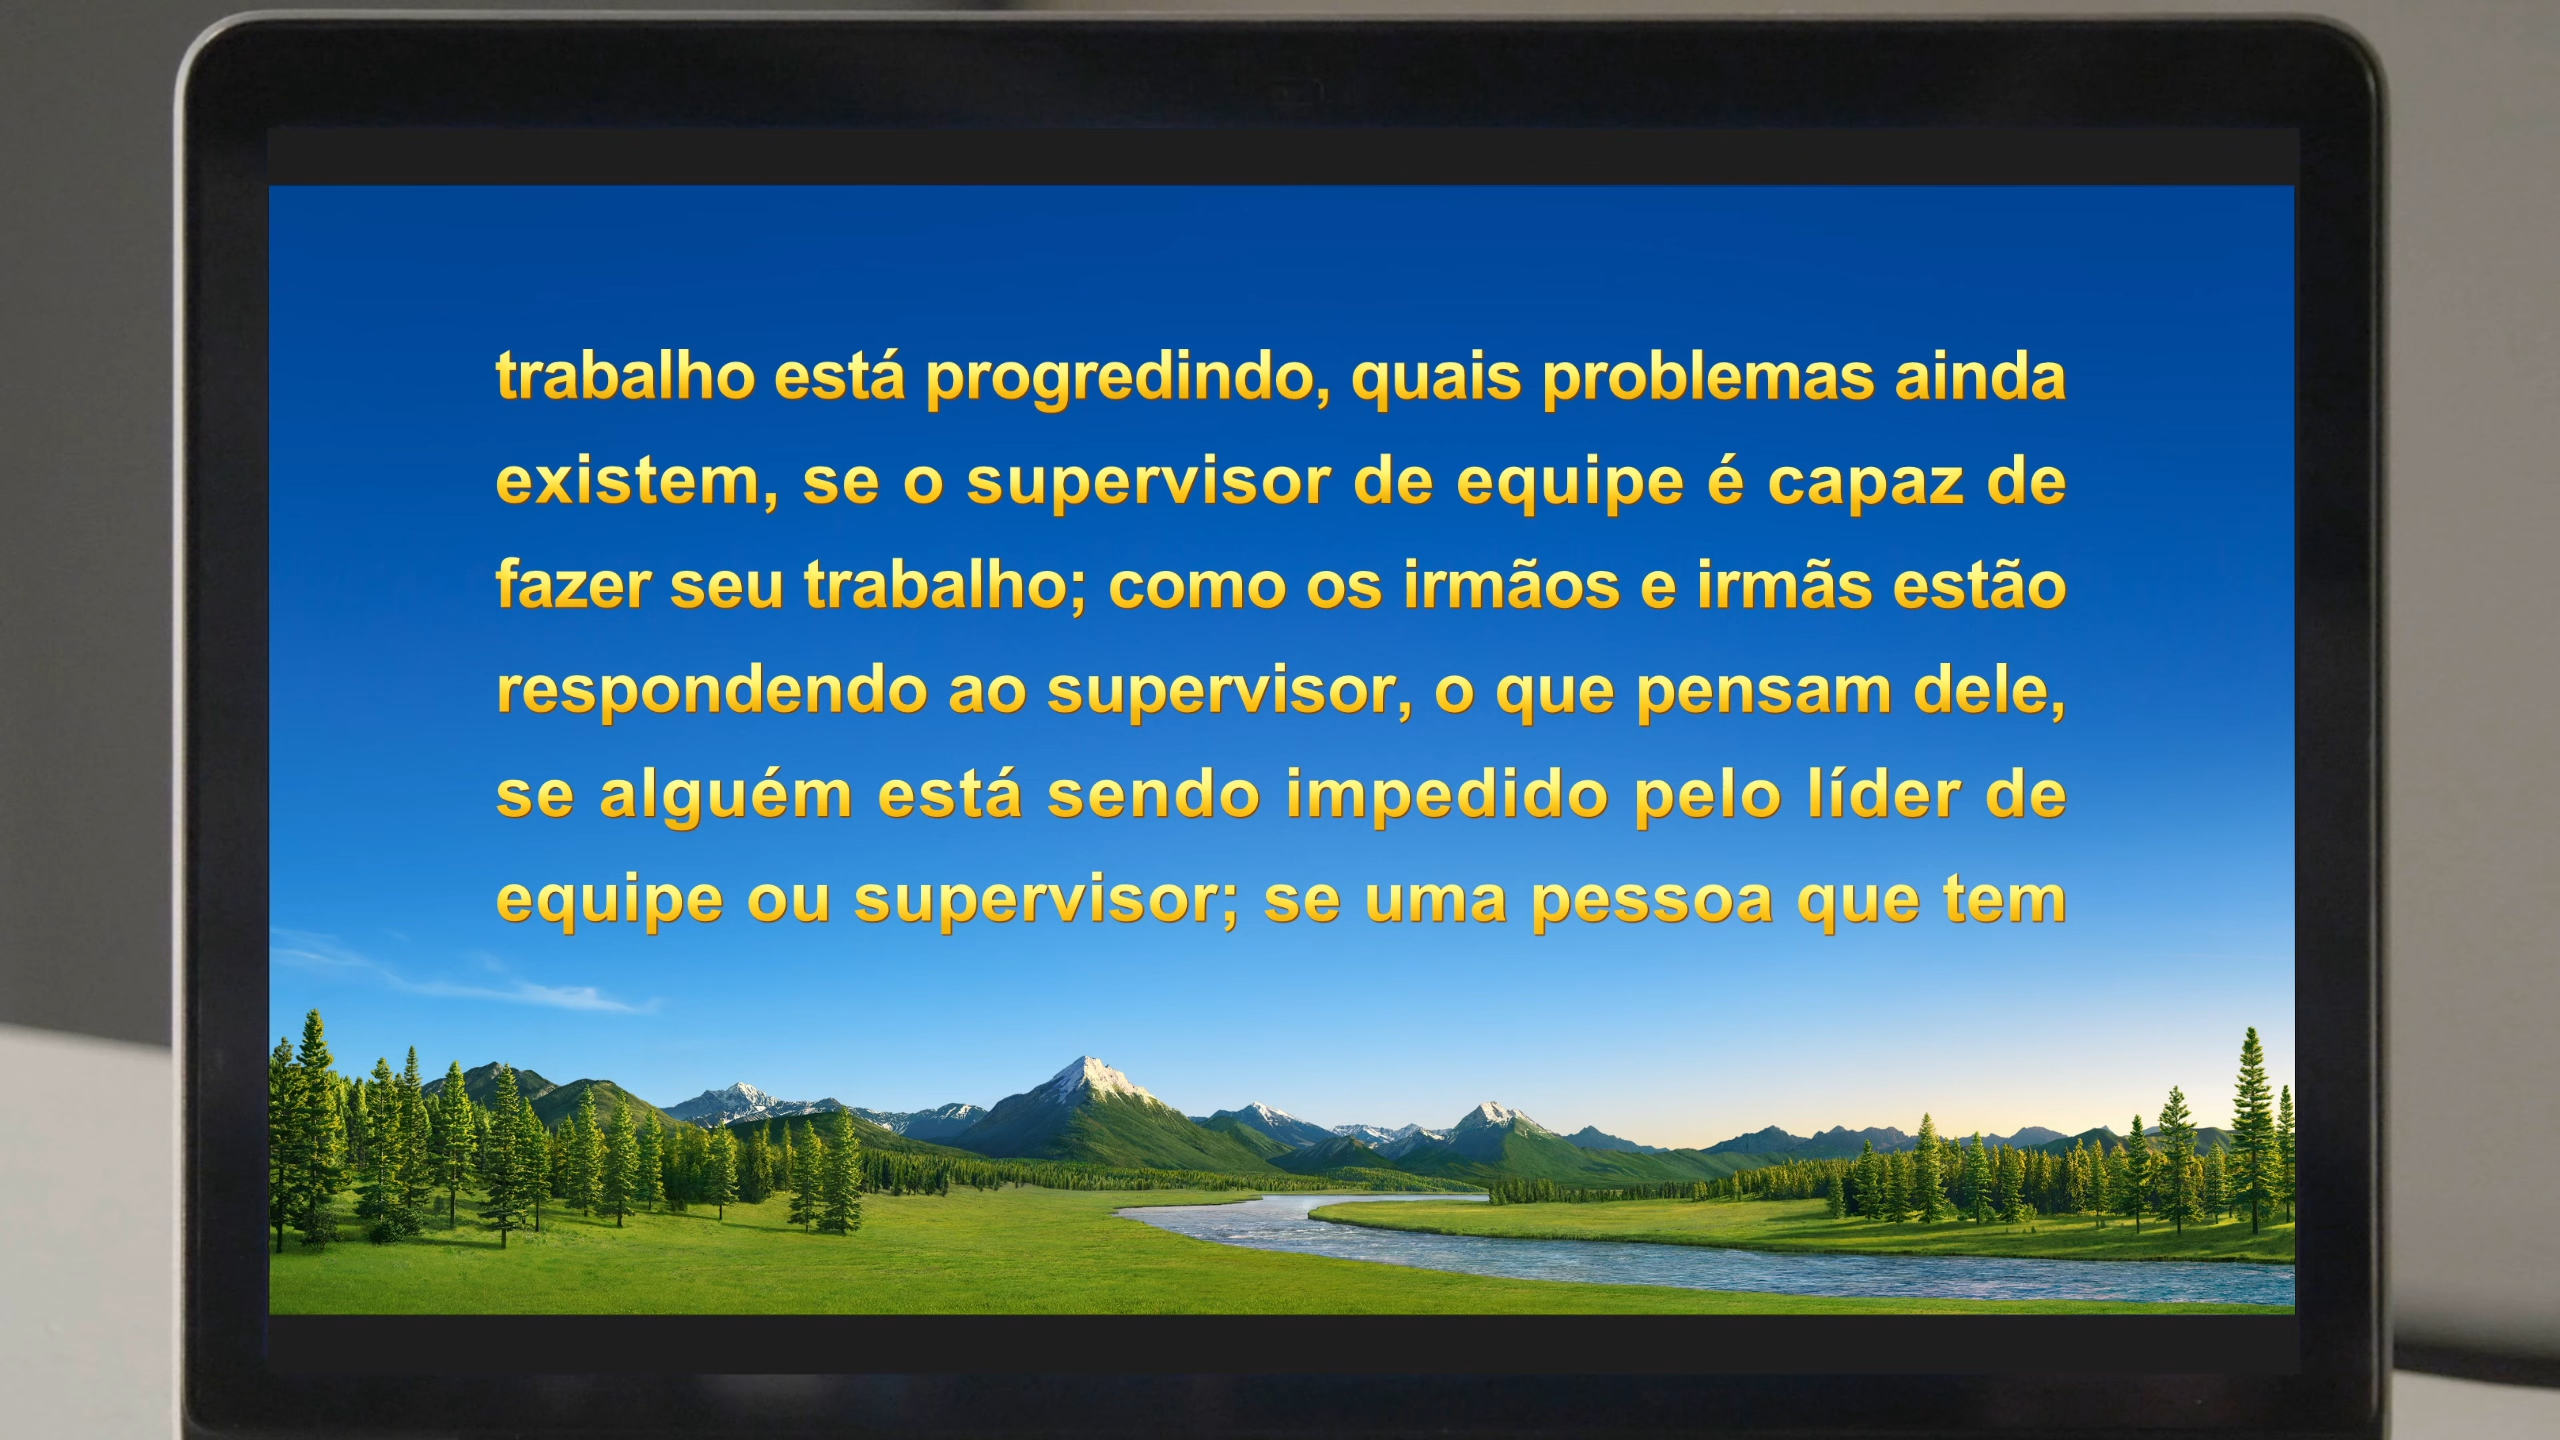 trabalho está progredindo, quais problemas ainda
existem, se o supervisor de equipe é capaz de
fazer seu trabalho; como os irmãos e irmãs estão
respondendo ao supervisor, o que pensam dele,
se alguém está sendo impedido pelo líder de
equipe ou supervisor; se uma pessoa que tem